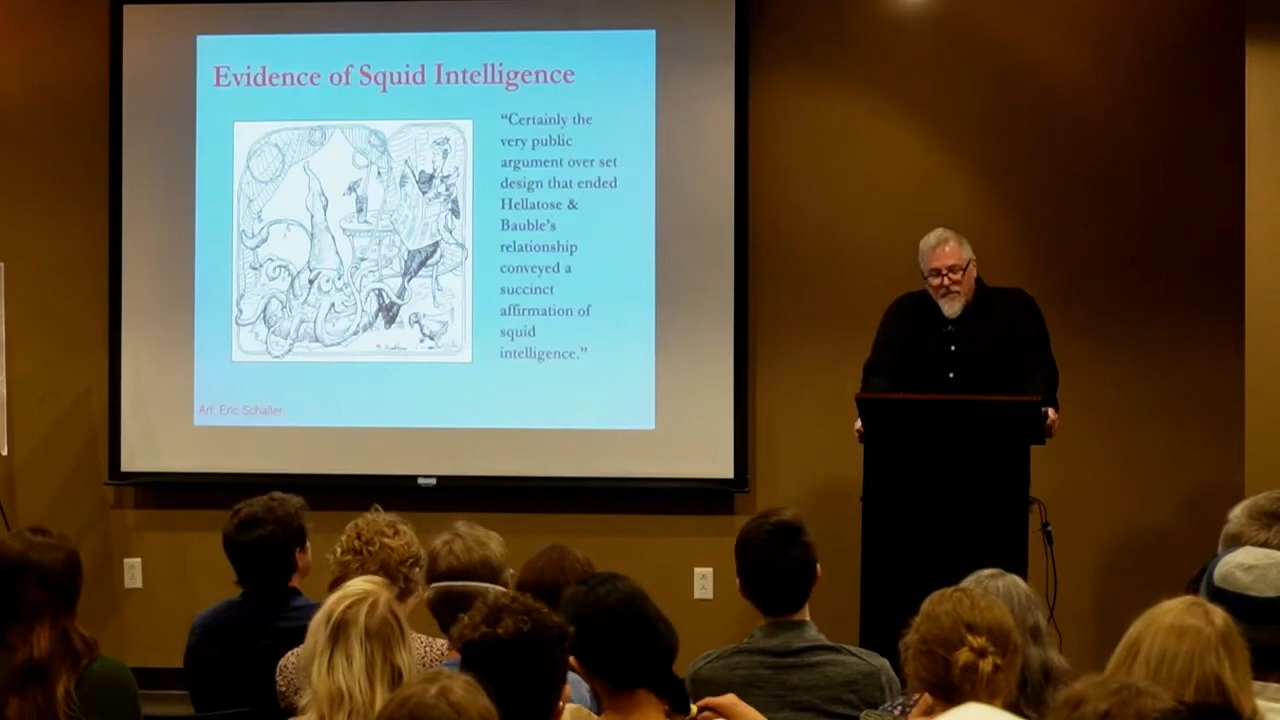 Evidence of Squid Intelligence
“Certainly the
very public
argument over set
design that ended
Hellatose &
Bauble’s
relationship
conveyed a
succinct
affirmation of
squid
intelligence.”
Art: Eric Schaller